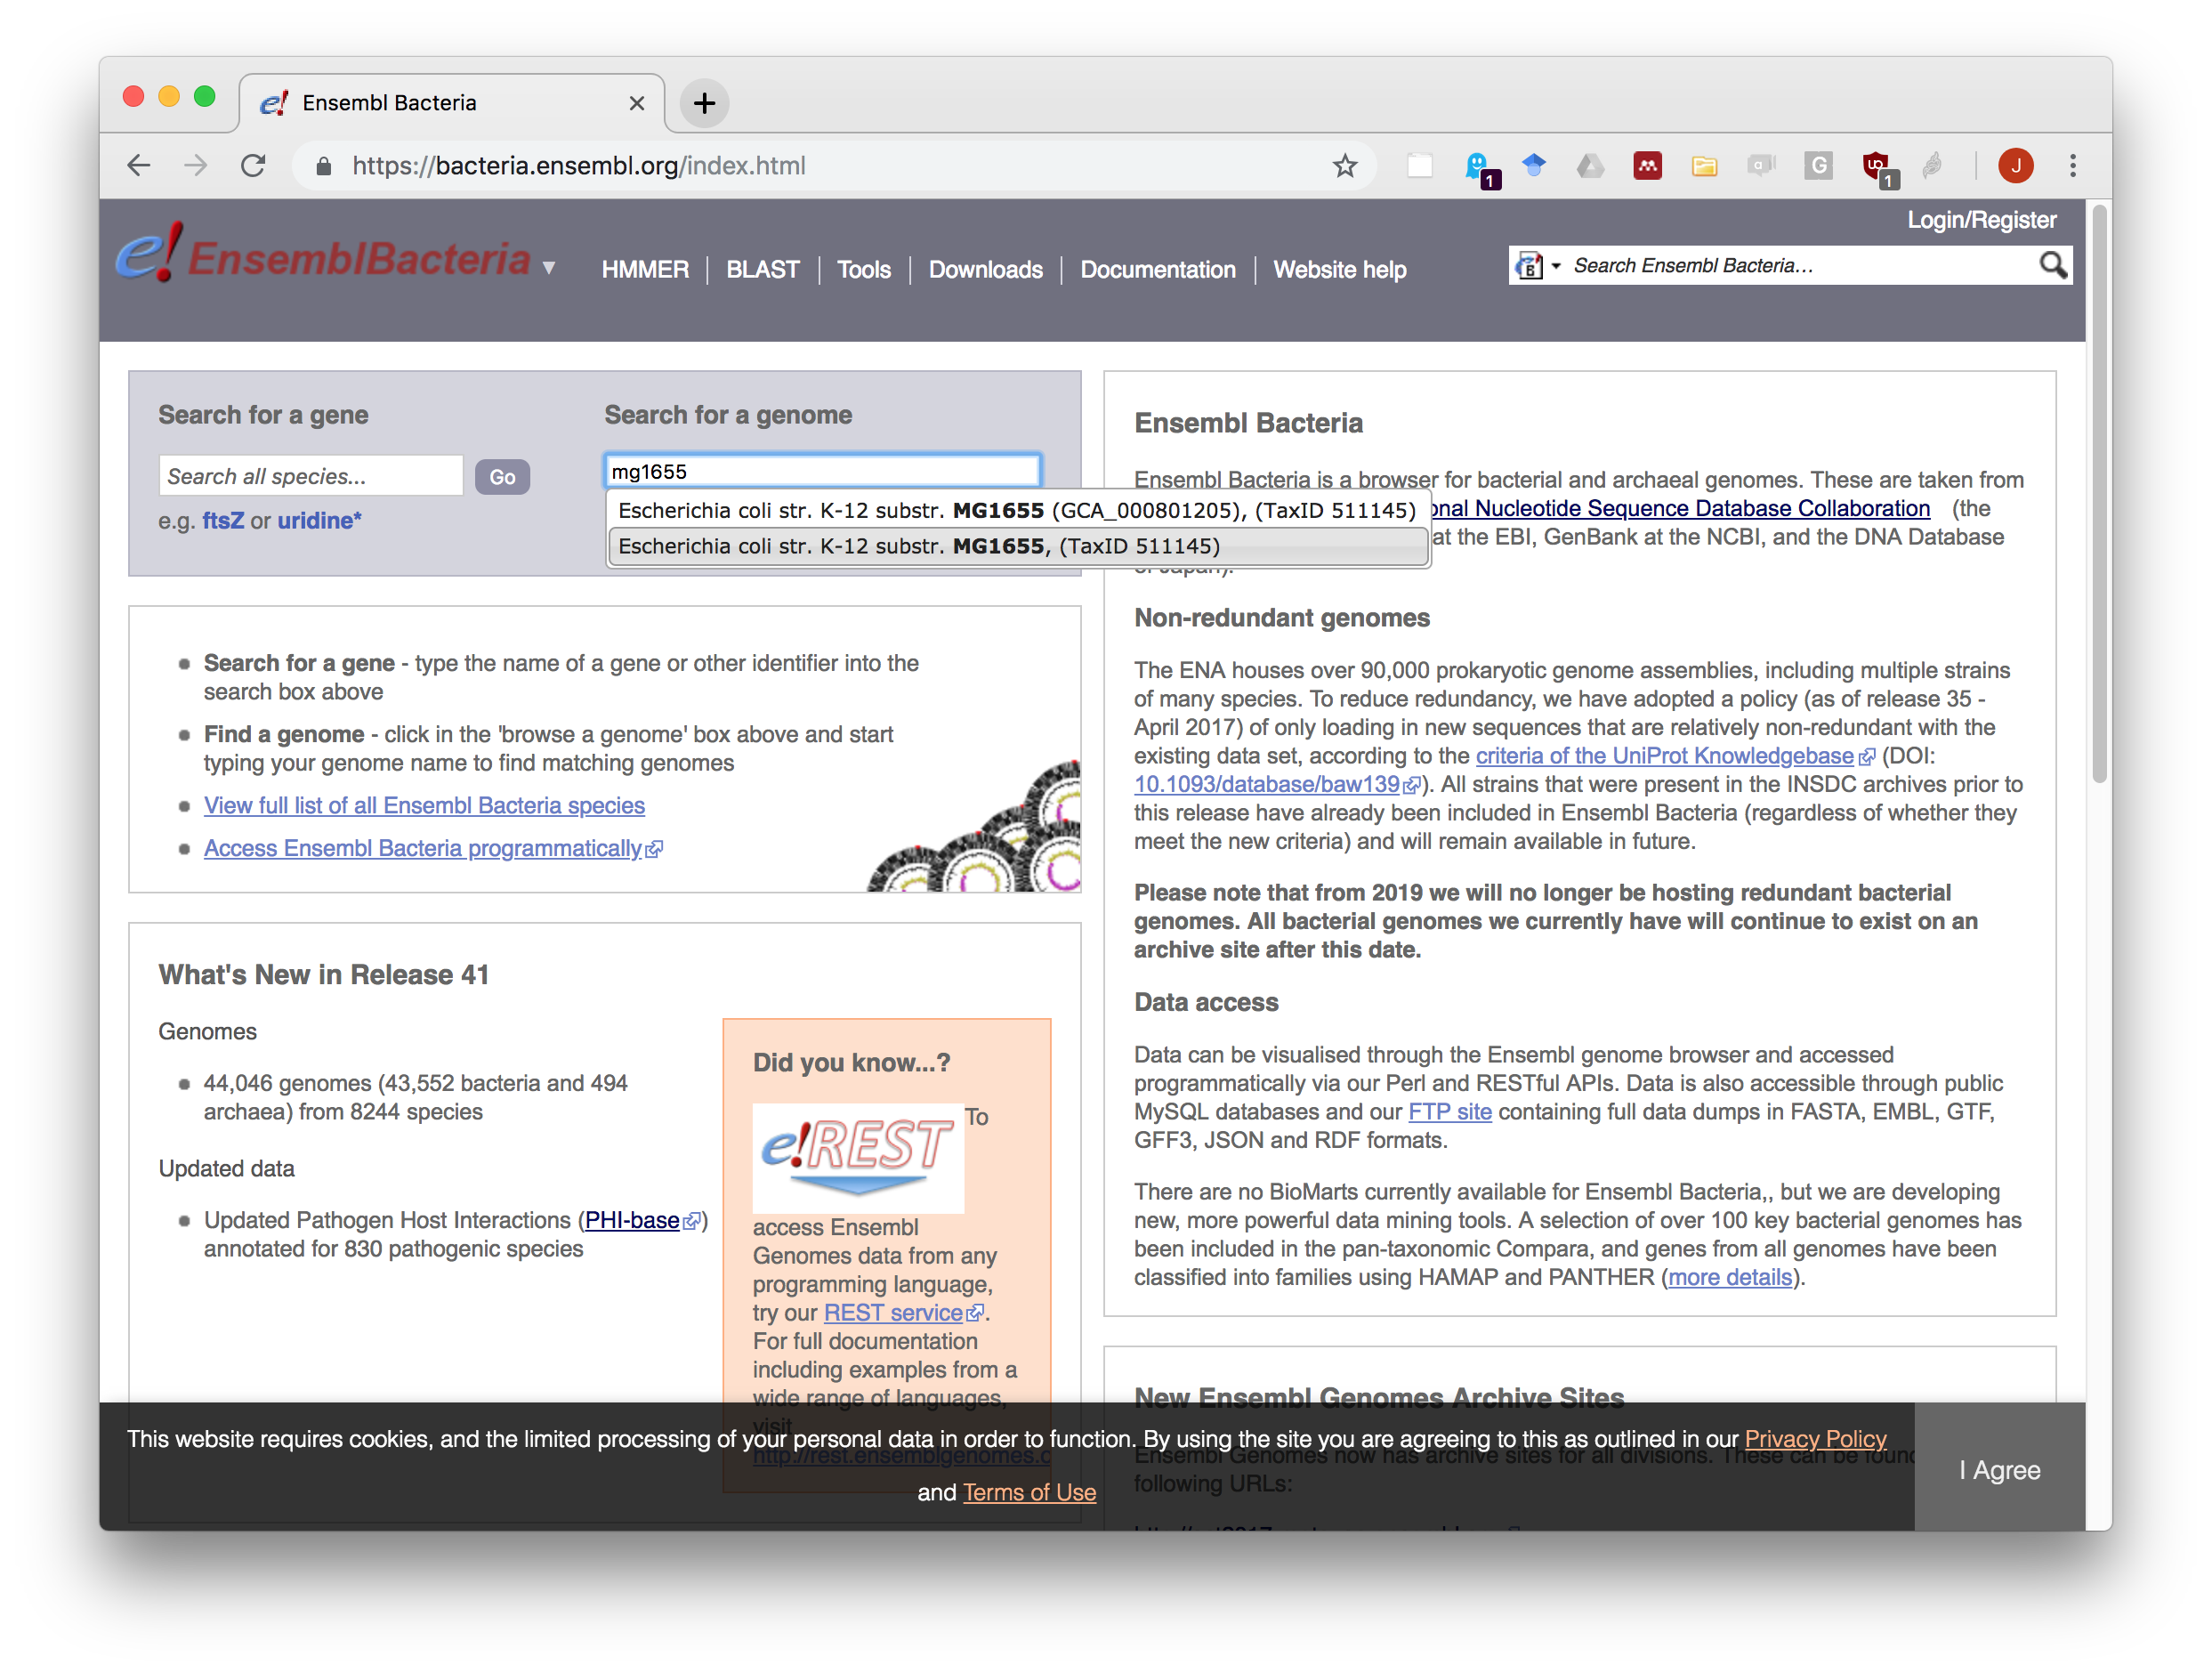 Ensembl Bacteria
https://bacteria.ensembl.org/index.html
1
a
G
1
J
Login/Register
e!EnsemblBacteria
HMMER
BLAST
Tools
Downloads
Documentation
Website help
Search Ensembl Bacteria...
Search for a gene
Search all species...
Go
e.g. ftsZ or uridine*
Search for a genome
mg1655
Escherichia coli str. K-12 substr. MG1655 (GCA_000801205), (TaxID 511145)
Escherichia coli str. K-12 substr. MG1655, (TaxID 511145)
Search for a gene - type the name of a gene or other identifier into the
search box above
Find a genome - click in the 'browse a genome' box above and start
typing your genome name to find matching genomes
View full list of all Ensembl Bacteria species
Access Ensembl Bacteria programmatically
What's New in Release 41
Genomes
44,046 genomes (43,552 bacteria and 494
archaea) from 8244 species
Updated data
Updated Pathogen Host Interactions (PHI-base)
annotated for 830 pathogenic species
Did you know...?
e!REST
To
access Ensembl
Genomes data from any
programming language,
try our REST service.
For full documentation
including examples from a
wide range of languages,
visit
http://rest.ensemblgenomes.c
Ensembl Bacteria
Ensembl Bacteria is a browser for bacterial and archaeal genomes. These are taken from
onal Nucleotide Sequence Database Collaboration (the
at the EBI, GenBank at the NCBI, and the DNA Database
of Japan).
Non-redundant genomes
The ENA houses over 90,000 prokaryotic genome assemblies, including multiple strains
of many species. To reduce redundancy, we have adopted a policy (as of release 35 -
April 2017) of only loading in new sequences that are relatively non-redundant with the
existing data set, according to the criteria of the UniProt Knowledgebase (DOI:
10.1093/database/baw139). All strains that were present in the INSDC archives prior to
this release have already been included in Ensembl Bacteria (regardless of whether they
meet the new criteria) and will remain available in future.
Please note that from 2019 we will no longer be hosting redundant bacterial
genomes. All bacterial genomes we currently have will continue to exist on an
archive site after this date.
Data access
Data can be visualised through the Ensembl genome browser and accessed
programmatically via our Perl and RESTful APIs. Data is also accessible through public
MySQL databases and our FTP site containing full data dumps in FASTA, EMBL, GTF,
GFF3, JSON and RDF formats.
There are no BioMarts currently available for Ensembl Bacteria,, but we are developing
new, more powerful data mining tools. A selection of over 100 key bacterial genomes has
been included in the pan-taxonomic Compara, and genes from all genomes have been
classified into families using HAMAP and PANTHER (more details).
New Ensembl Genomes Archive Sites
Ensembl Genomes now has archive sites for all divisions. These can be found
following URLs:
This website requires cookies, and the limited processing of your personal data in order to function. By using the site you are agreeing to this as outlined in our Privacy Policy
and Terms of Use
I Agree